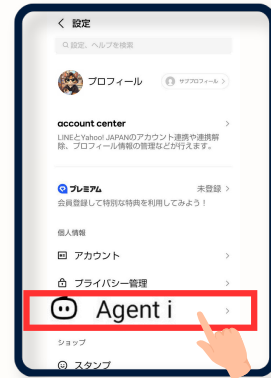 設定
設定、ヘルプを検索
プロフィール
サブプロフィール
account center
LINEとYahoo! JAPANのアカウント連携や連携解
除、プロフィール情報の管理などが行えます。
プレミアム
未登録
会員登録して特別な特典を利用してみよう！
個人情報
アカウント
プライバシー管理
Agent i
ショップ
スタンプ